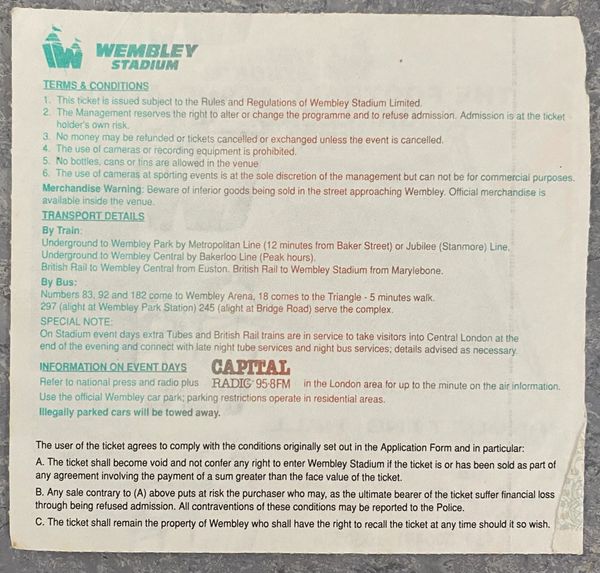 WEMBLEY
STADIUM
TERMS & CONDITIONS
1. This ticket is issued subject to the Rules and Regulations of Wembley Stadium Limited.
2. The Management reserves the right to alter or change the programme and to refuse admission. Admission is at the ticket
holder's own risk.
3. No money may be refunded or tickets cancelled or exchanged unless the event is cancelled.
4. The use of cameras or recording equipment is prohibited.
5. No bottles, cans or tins are allowed in the venue
6. The use of cameras at sporting events is at the sole discretion of the management but can not be for commercial purposes.
Merchandise Warning: Beware of inferior goods being sold in the street approaching Wembley. Official merchandise is
available inside the venue.
TRANSPORT DETAILS
By Train:
Underground to Wembley Park by Metropolitan Line (12 minutes from Baker Street) or Jubilee (Stanmore) Line.
Underground to Wembley Central by Bakerloo Line (Peak hours).
British Rail to Wembley Central from Euston. British Rail to Wembley Stadium from Marylebone.
By Bus:
Numbers 83, 92 and 182 come to Wembley Arena, 18 comes to the Triangle - 5 minutes walk.
297 (alight at Wembley Park Station) 245 (alight at Bridge Road) serve the complex.
SPECIAL NOTE:
On Stadium event days extra Tubes and British Rail trains are in service to take visitors into Central London at the
end of the evening and connect with late night tube services and night bus services; details advised as necessary.
INFORMATION ON EVENT DAYS CAPITAL
Refer to national press and radio plus RADIO 95·8FM in the London area for up to the minute on the air information.
Use the official Wembley car park; parking restrictions operate in residential areas.
Illegally parked cars will be towed away.
The user of the ticket agrees to comply with the conditions originally set out in the Application Form and in particular:
A. The ticket shall become void and not confer any right to enter Wembley Stadium if the ticket is or has been sold as part of
any agreement involving the payment of a sum greater than the face value of the ticket.
B. Any sale contrary to (A) above puts at risk the purchaser who may, as the ultimate bearer of the ticket suffer financial loss
through being refused admission. All contraventions of these conditions may be reported to the Police.
C. The ticket shall remain the property of Wembley who shall have the right to recall the ticket at any time should it so wish.